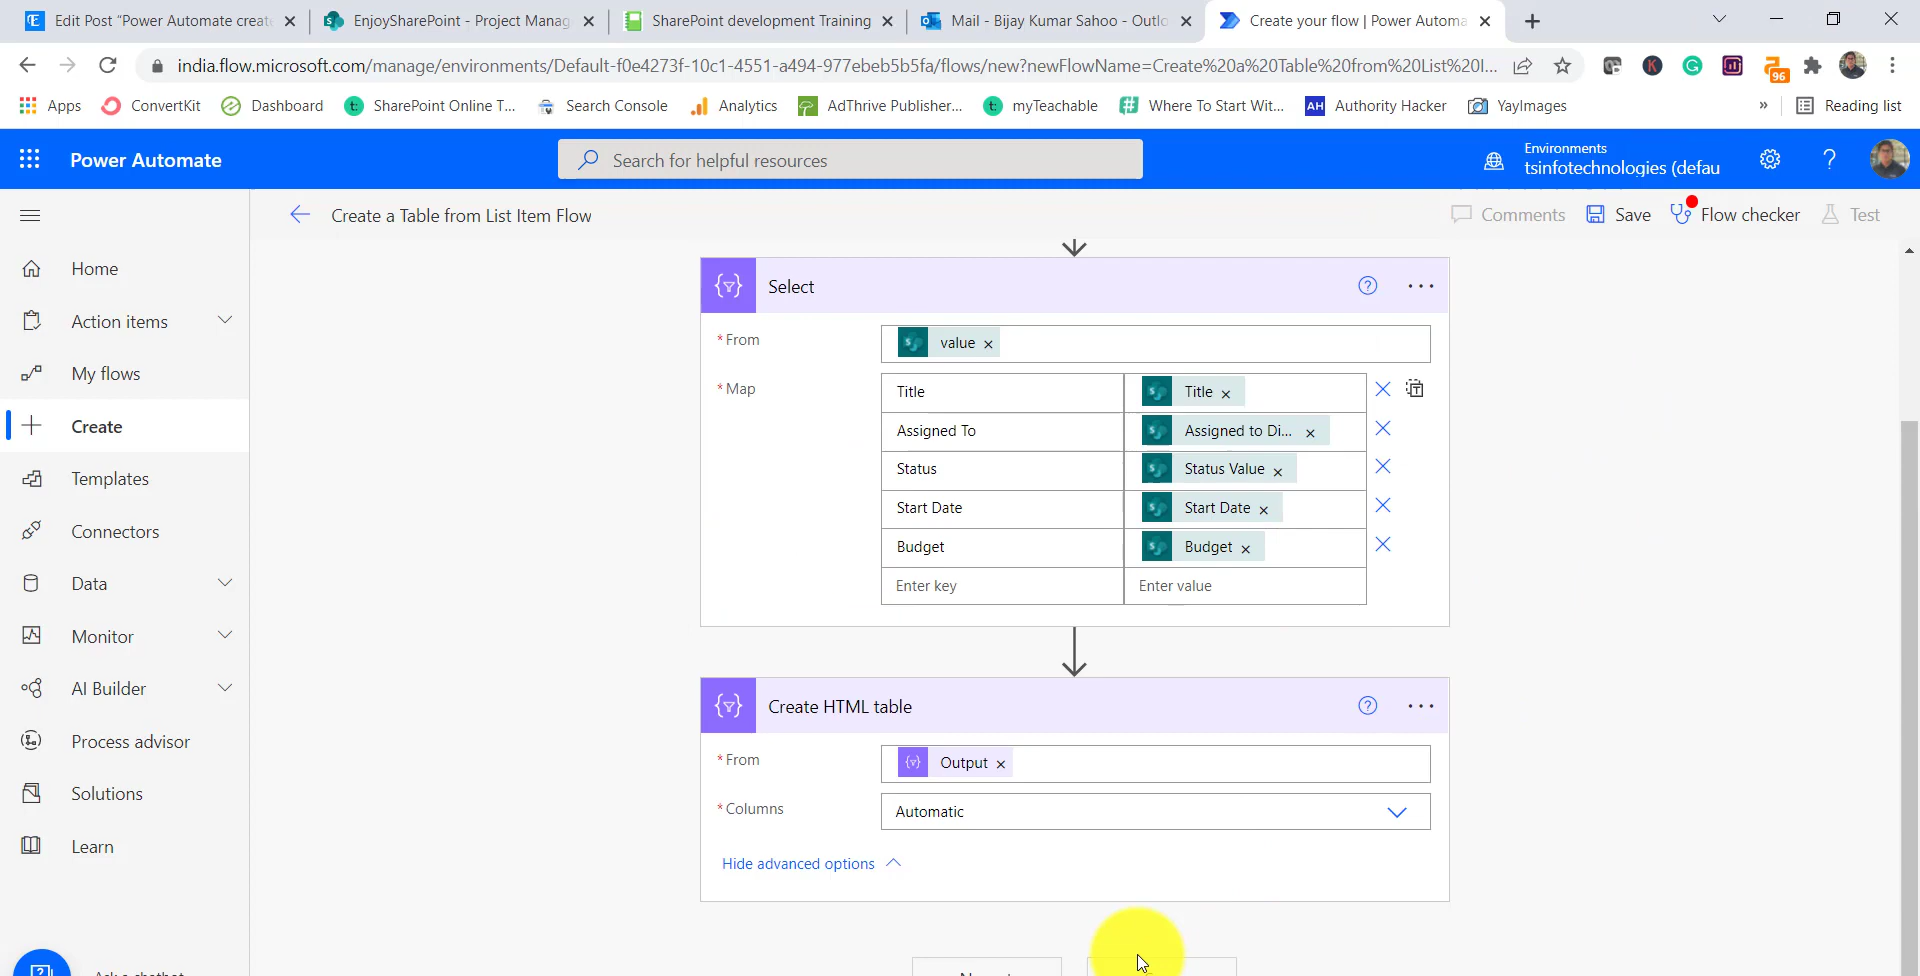 Edit Post “Power Automate create
EnjoySharePoint - Project Manag
SharePoint development Training
Mail - Bijay Kumar Sahoo - Outlo
Create your flow | Power Automa
india.flow.microsoft.com/manage/environments/Default-f0e4273f-10c1-4551-a494-977ebeb5b5fa/flows/new?newFlowName=Create%20a%20Table%20from%20List%20I...
96
Apps
ConvertKit
Dashboard
SharePoint Online T...
Search Console
Analytics
AdThrive Publisher...
myTeachable
Where To Start Wit...
AH Authority Hacker
YayImages
»
Reading list
Power Automate
Search for helpful resources
Environments
tsinfotechnologies (defau
Create a Table from List Item Flow
Comments
Save
Flow checker
Test
Home
Action items
My flows
Create
Templates
Connectors
Data
Monitor
AI Builder
Process advisor
Solutions
Learn
Select
* From
value
* Map
Title
Title
Assigned To
Assigned to Di...
Status
Status Value
Start Date
Start Date
Budget
Budget
Enter key
Enter value
Create HTML table
* From
Output
* Columns
Automatic
Hide advanced options